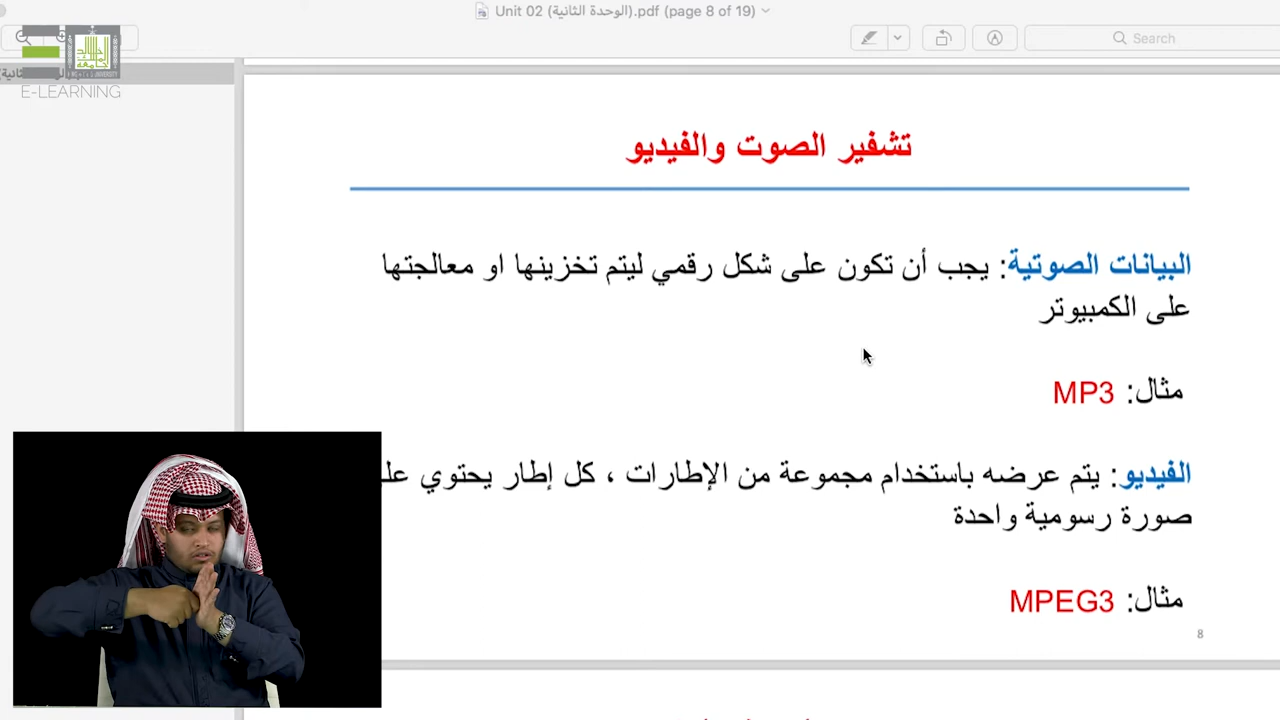 Unit 02 (الوحدة الثانية).pdf (page 8 of 19)
Search
E-LEARNING
تشفير الصوت والفيديو
البيانات الصوتية: يجب أن تكون على شكل رقمي ليتم تخزينها او معالجتها
على الكمبيوتر
مثال: MP3
الفيديو: يتم عرضه باستخدام مجموعة من الإطارات ، كل إطار يحتوي
صورة رسومية واحدة
مثال: MPEG3
8